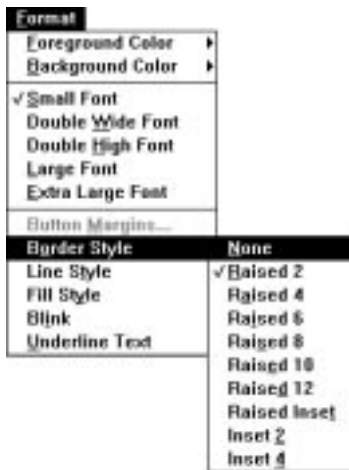 Format
Foreground Color
Background Color
Small Font
Double Wide Font
Double High Font
Large Font
Extra Large Font
Button Margins...
Border Style
Line Style
Fill Style
Blink
Underline Text
None
Raised 2
Raised 4
Raised 6
Raised 8
Raised 10
Raised 12
Raised Inset
Inset 2
Inset 4